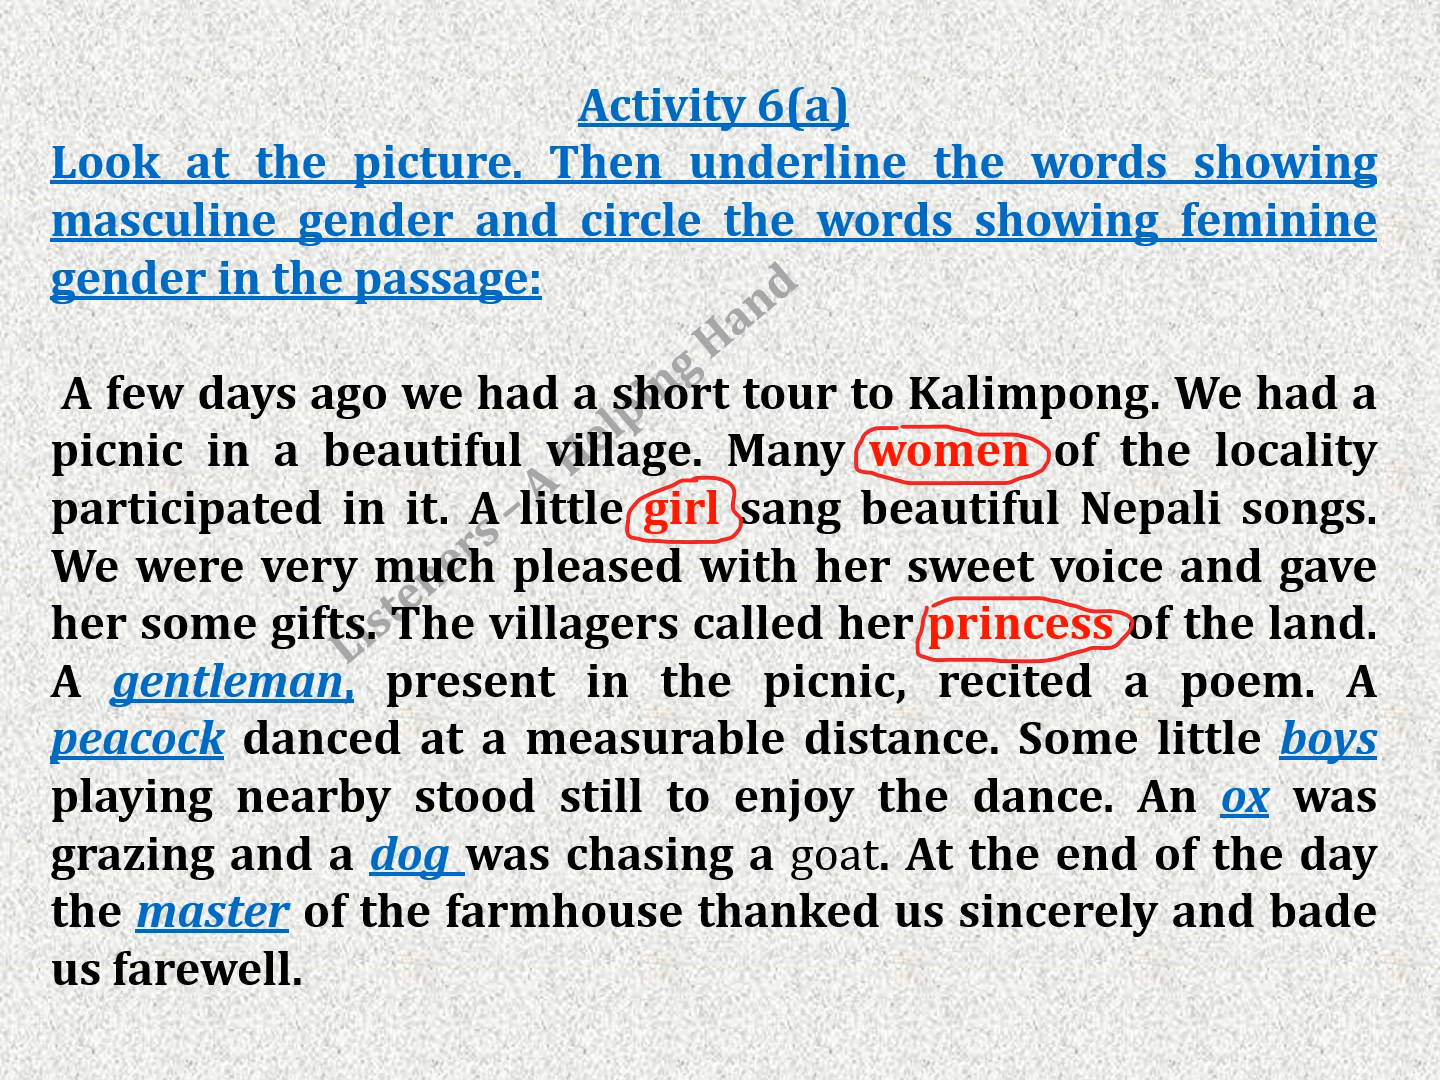 Activity 6(a)
Look at the picture. Then underline the words showing
masculine gender and circle the words showing feminine
gender in the passage:
A few days ago we had a short tour to Kalimpong. We had a
picnic in a beautiful village. Many women of the locality
participated in it. A little girl sang beautiful Nepali songs.
We were very much pleased with her sweet voice and gave
her some gifts. The villagers called her princess of the land.
A gentleman, present in the picnic, recited a poem. A
peacock danced at a measurable distance. Some little boys
playing nearby stood still to enjoy the dance. An ox was
grazing and a dog was chasing a goat. At the end of the day
the master of the farmhouse thanked us sincerely and bade
us farewell.
Listeners – A Helping Hand